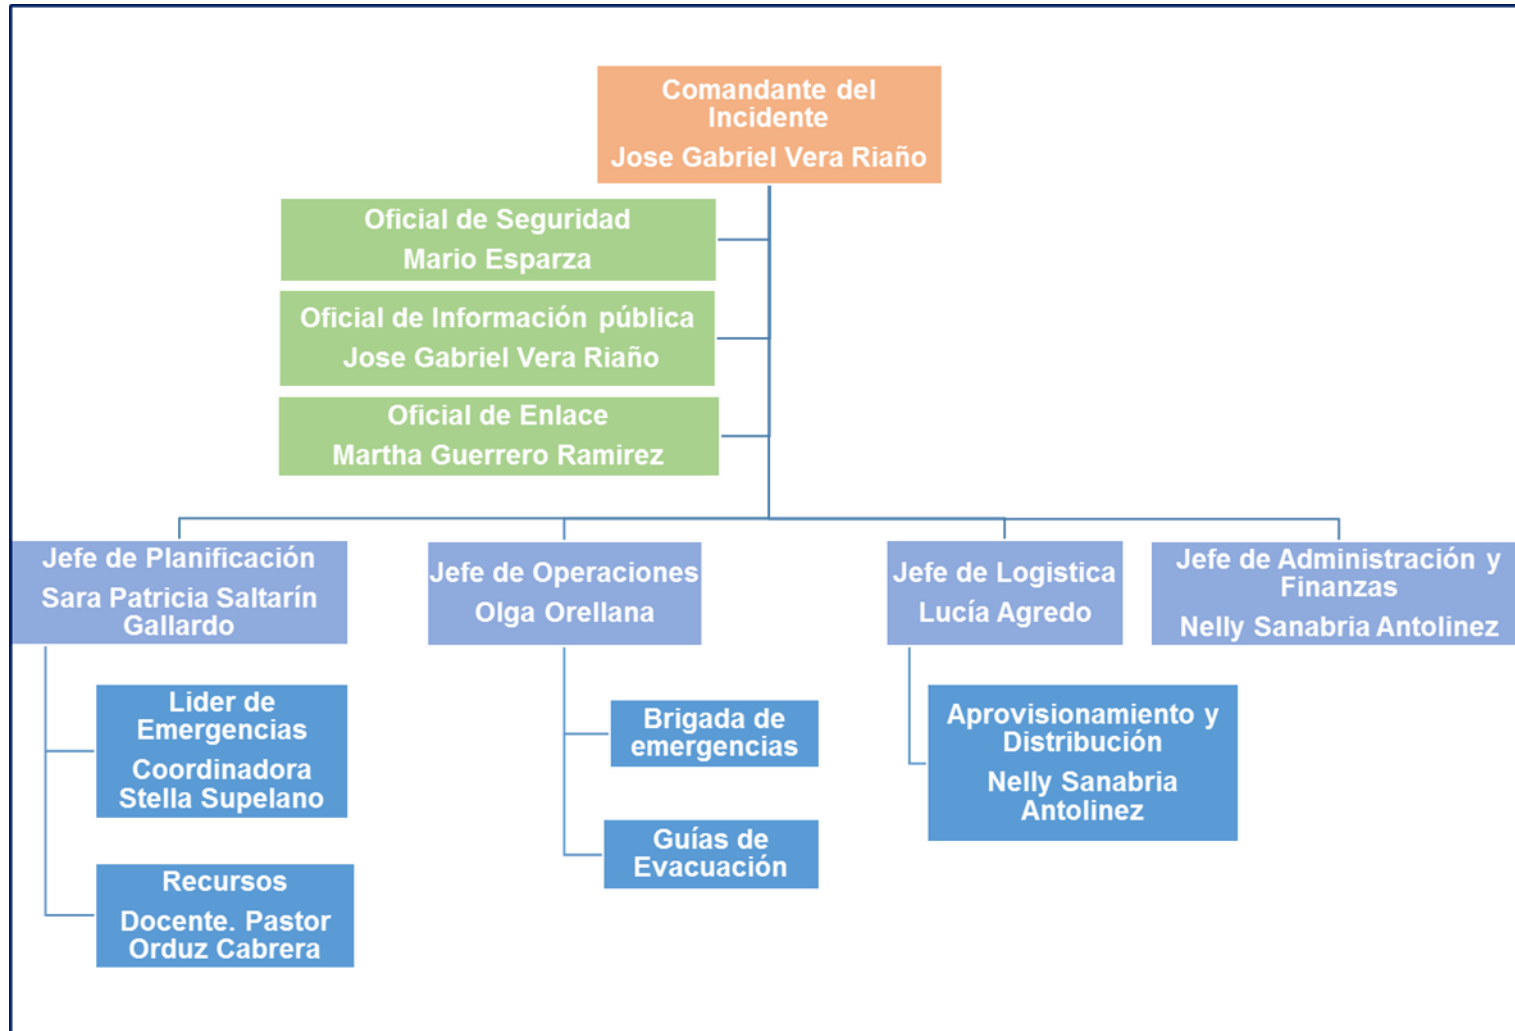 Comandante del
Incidente
Jose Gabriel Vera Riaño
Oficial de Seguridad
Mario Esparza
Oficial de Información pública
Jose Gabriel Vera Riaño
Oficial de Enlace
Martha Guerrero Ramirez
Jefe de Planificación
Sara Patricia Saltarín
Gallardo
Jefe de Operaciones
Olga Orellana
Jefe de Logistica
Lucía Agredo
Jefe de Administración y
Finanzas
Nelly Sanabria Antolinez
Lider de
Emergencias
Coordinadora
Stella Supelano
Recursos
Docente. Pastor
Orduz Cabrera
Brigada de
emergencias
Guías de
Evacuación
Aprovisionamiento y
Distribución
Nelly Sanabria
Antolinez